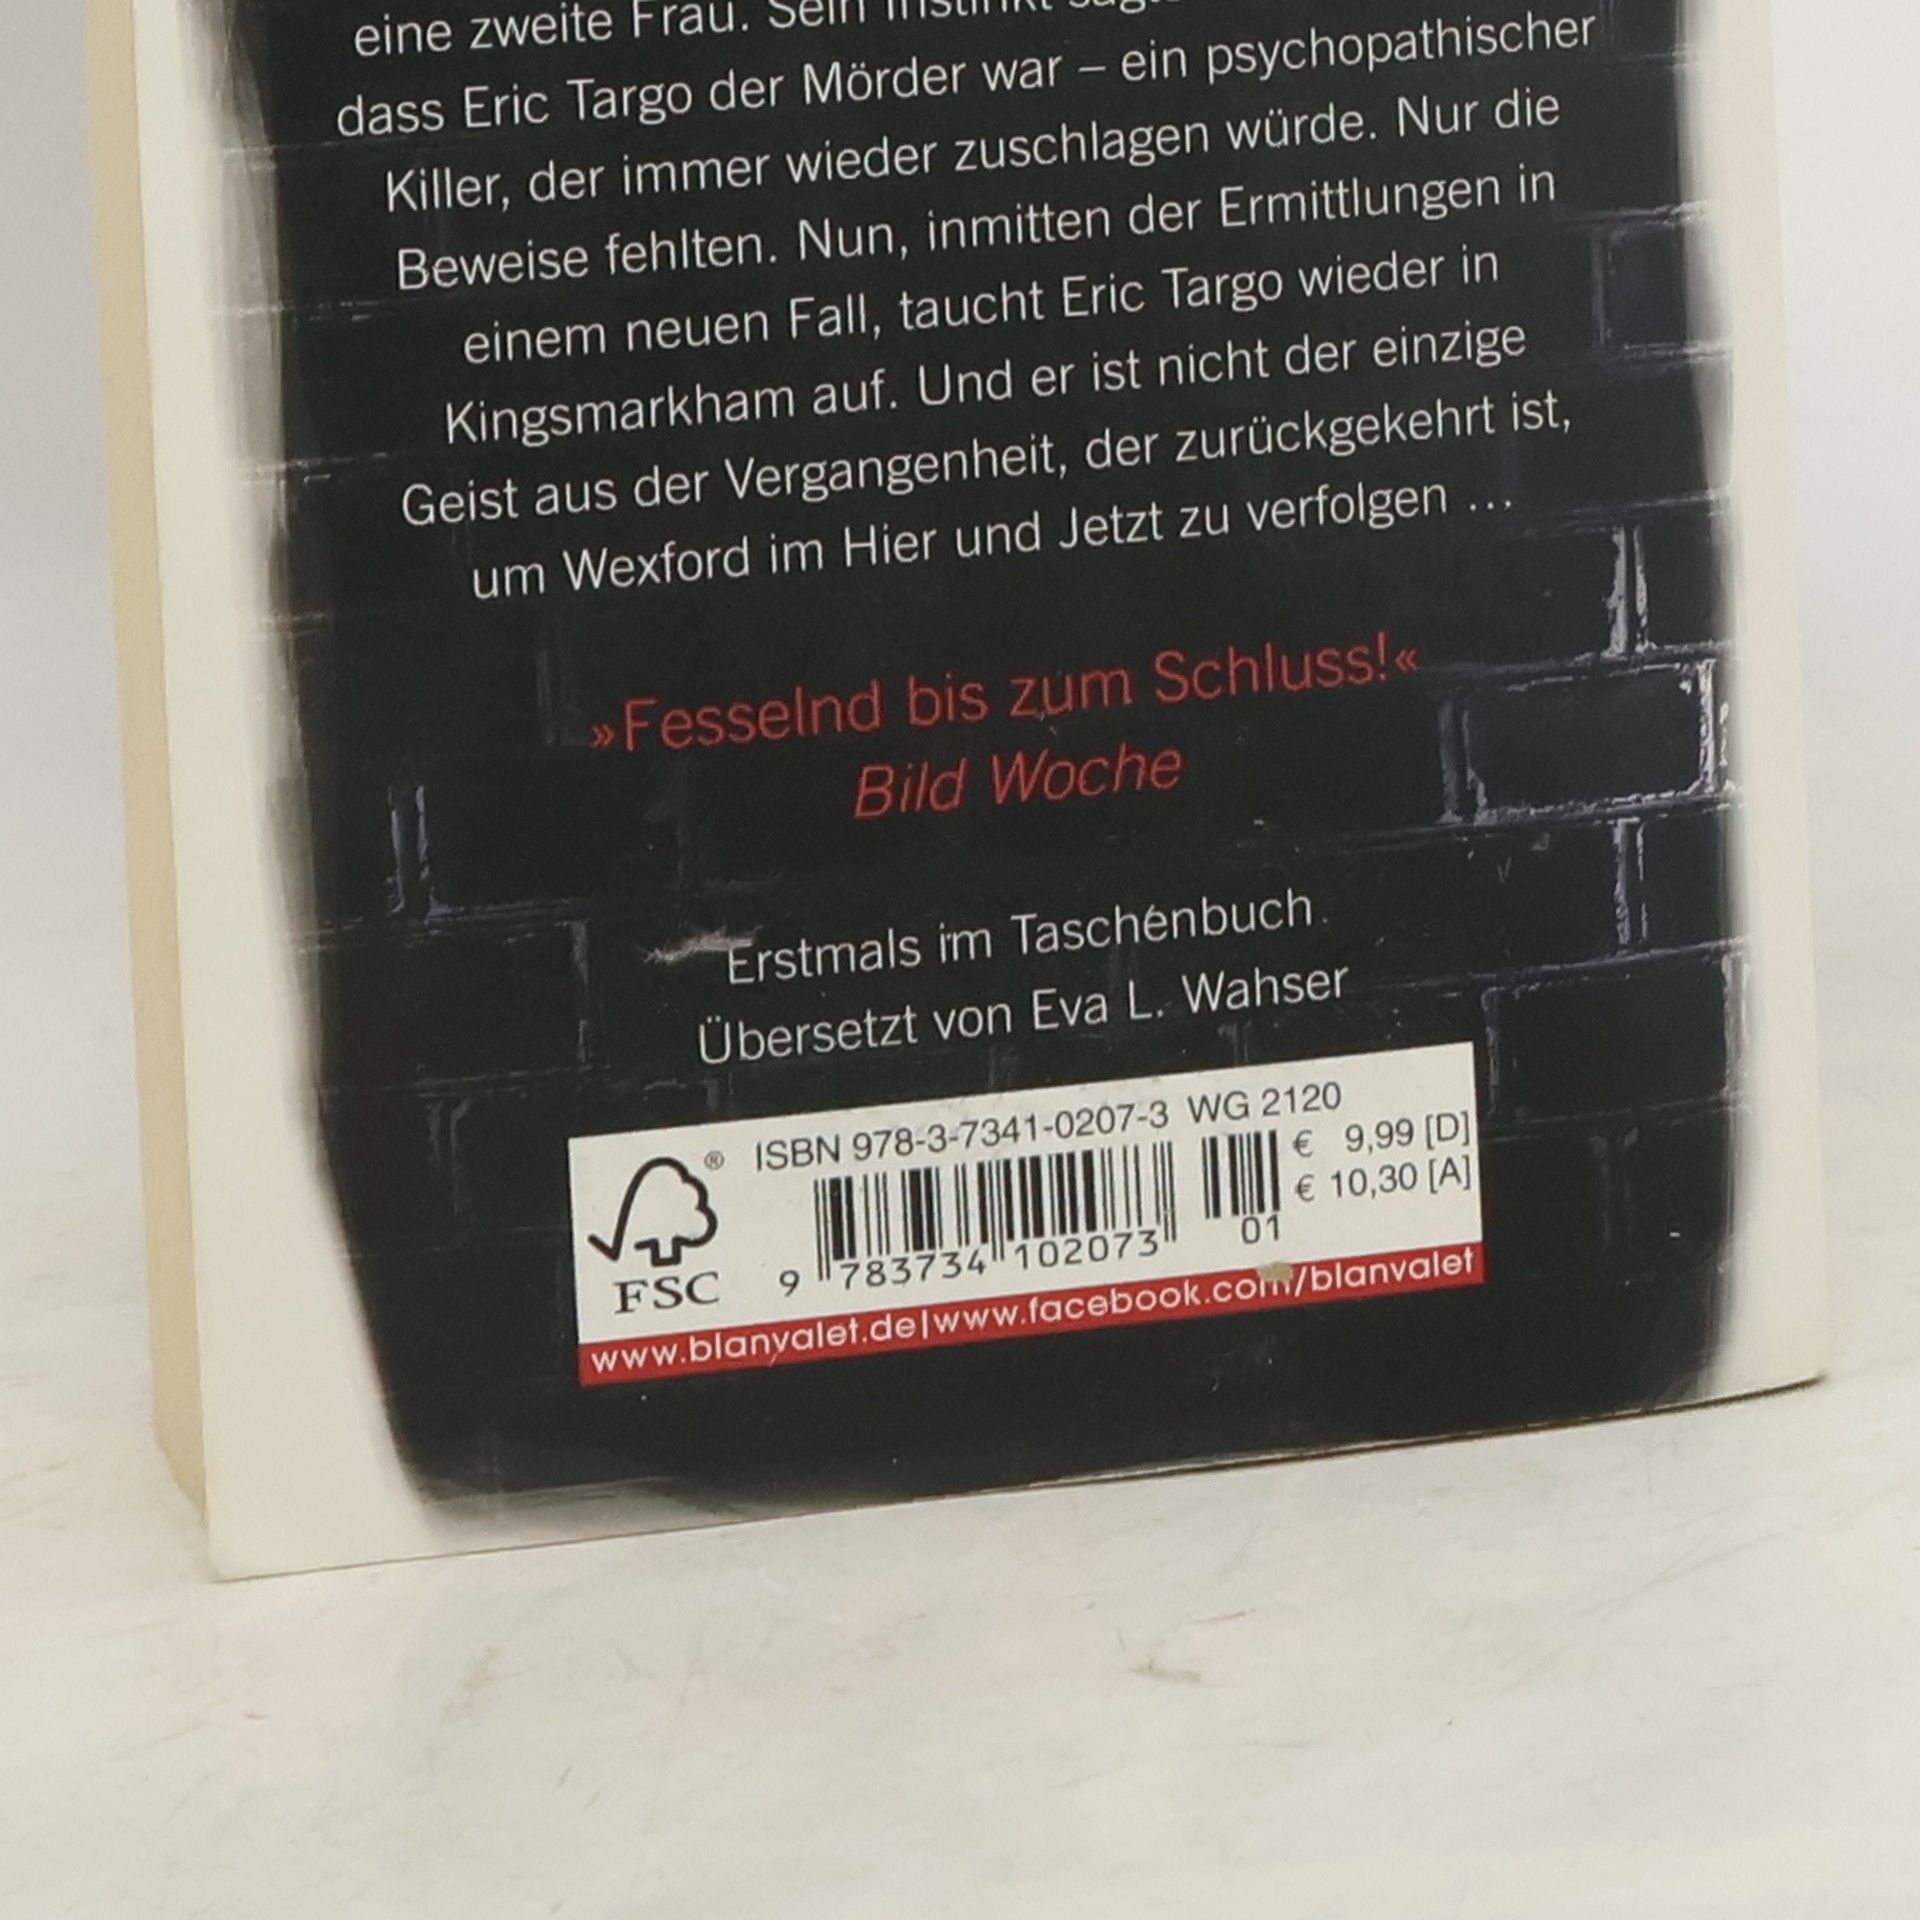 eine zweite Frau. Sein Instinkt
dass Eric Targo der Mörder war – ein psychopathischer
Killer, der immer wieder zuschlagen würde. Nur die
Beweise fehlten. Nun, inmitten der Ermittlungen in
einem neuen Fall, taucht Eric Targo wieder in
Kingsmarkham auf. Und er ist nicht der einzige
Geist aus der Vergangenheit, der zurückgekehrt ist,
um Wexford im Hier und Jetzt zu verfolgen ...
»Fesselnd bis zum Schluss!«
Bild Woche
Erstmals im Taschenbuch
Übersetzt von Eva L. Wahser
ISBN 978-3-7341-0207-3 WG 2120
€ 9,99 [D]
€ 10,30 [A]
® FSC
9 783734 102073 01
www.blanvalet.de|www.facebook.com/blanvalet